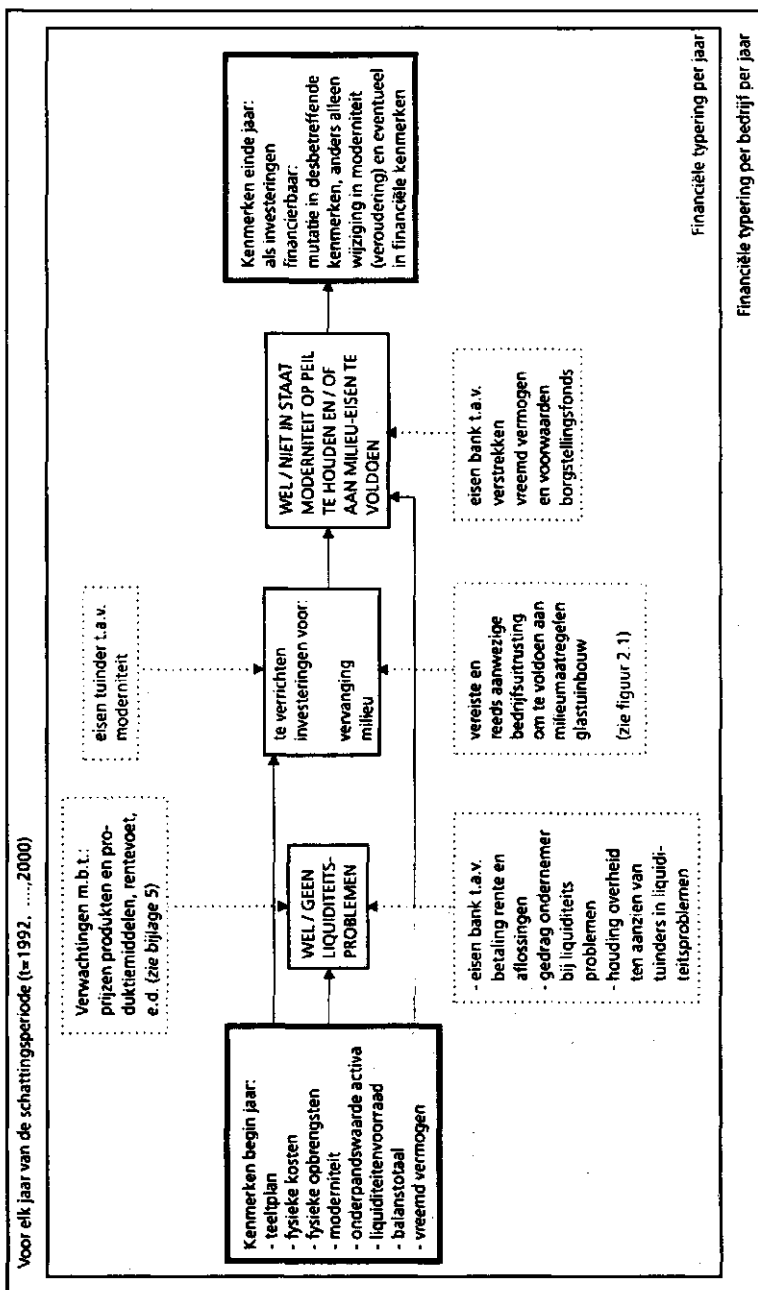 Voor elk jaar van de schattingsperiode (t=1992, ....,2000)
Kenmerken begin jaar:
- teeltplan
- fysieke kosten
- fysieke opbrengsten
- moderniteit
- onderpandswaarde activa
- liquiditeitenvoorraad
- balanstotaal
- vreemd vermogen
Verwachtingen m.b.t.:
prijzen produkten en pro-
duktiemiddelen, rentevoet,
e.d. (zie bijlage 5)
WEL / GEEN
LIQUIDITEITS-
PROBLEMEN
- eisen bank t.a.v.
betaling rente en
aflossingen
- gedrag ondernemer
bij liquiditeits
problemen
- houding overheid
ten aanzien van
tuinders in liquidi-
teitsproblemen
eisen tuinder t.a.v.
moderniteit
te verrichten
investeringen voor:
vervanging
milieu
vereiste en
reeds aanwezige
bedrijfsuitrusting
om te voldoen aan
milieumaatregelen
glastuinbouw
(zie figuur 2.1)
WEL / NIET IN STAAT
MODERNITEIT OP PEIL
TE HOUDEN EN / OF
AAN MILIEU-EISEN TE
VOLDOEN
eisen bank t.a.v.
verstrekken
vreemd vermogen
en voorwaarden
borgstellingsfonds
Kenmerken einde jaar:
als investeringen
financierbaar:
mutatie in desbetreffende
kenmerken, anders alleen
wijziging in moderniteit
(veroudering) en eventueel
in financiële kenmerken
Financiële typering per jaar
Financiële typering per bedrijf per jaar